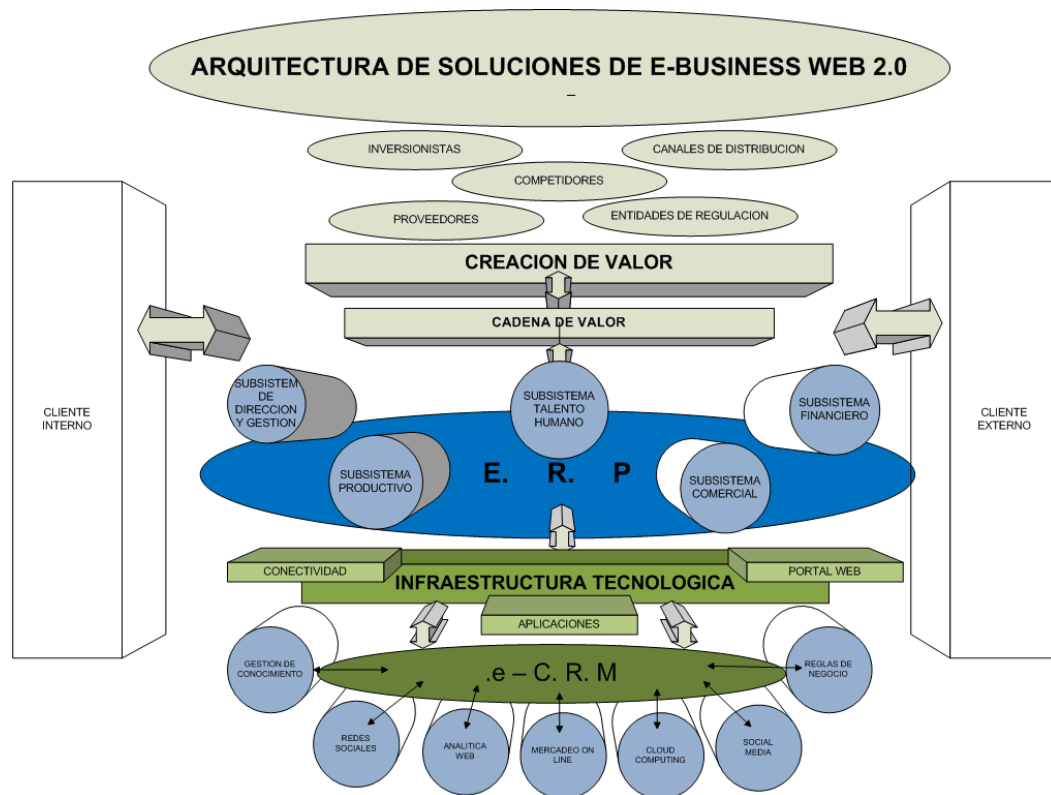 ARQUITECTURA DE SOLUCIONES DE E-BUSINESS WEB 2.0
–
INVERSIONISTAS
CANALES DE DISTRIBUCION
COMPETIDORES
PROVEEDORES
ENTIDADES DE REGULACION
CREACION DE VALOR
CADENA DE VALOR
CLIENTE
INTERNO
SUBSISTEM
DE
DIRECCION
Y GESTION
SUBSISTEMA
TALENTO
HUMANO
SUBSISTEMA
FINANCIERO
CLIENTE
EXTERNO
SUBSISTEMA
PRODUCTIVO
E. R. P
SUBSISTEMA
COMERCIAL
CONECTIVIDAD
PORTAL WEB
INFRAESTRUCTURA TECNOLOGICA
APLICACIONES
GESTION DE
CONOCIMIENTO
.e – C. R. M
REGLAS DE
NEGOCIO
REDES
SOCIALES
ANALITICA
WEB
MERCADEO ON
LINE
CLOUD
COMPUTING
SOCIAL
MEDIA